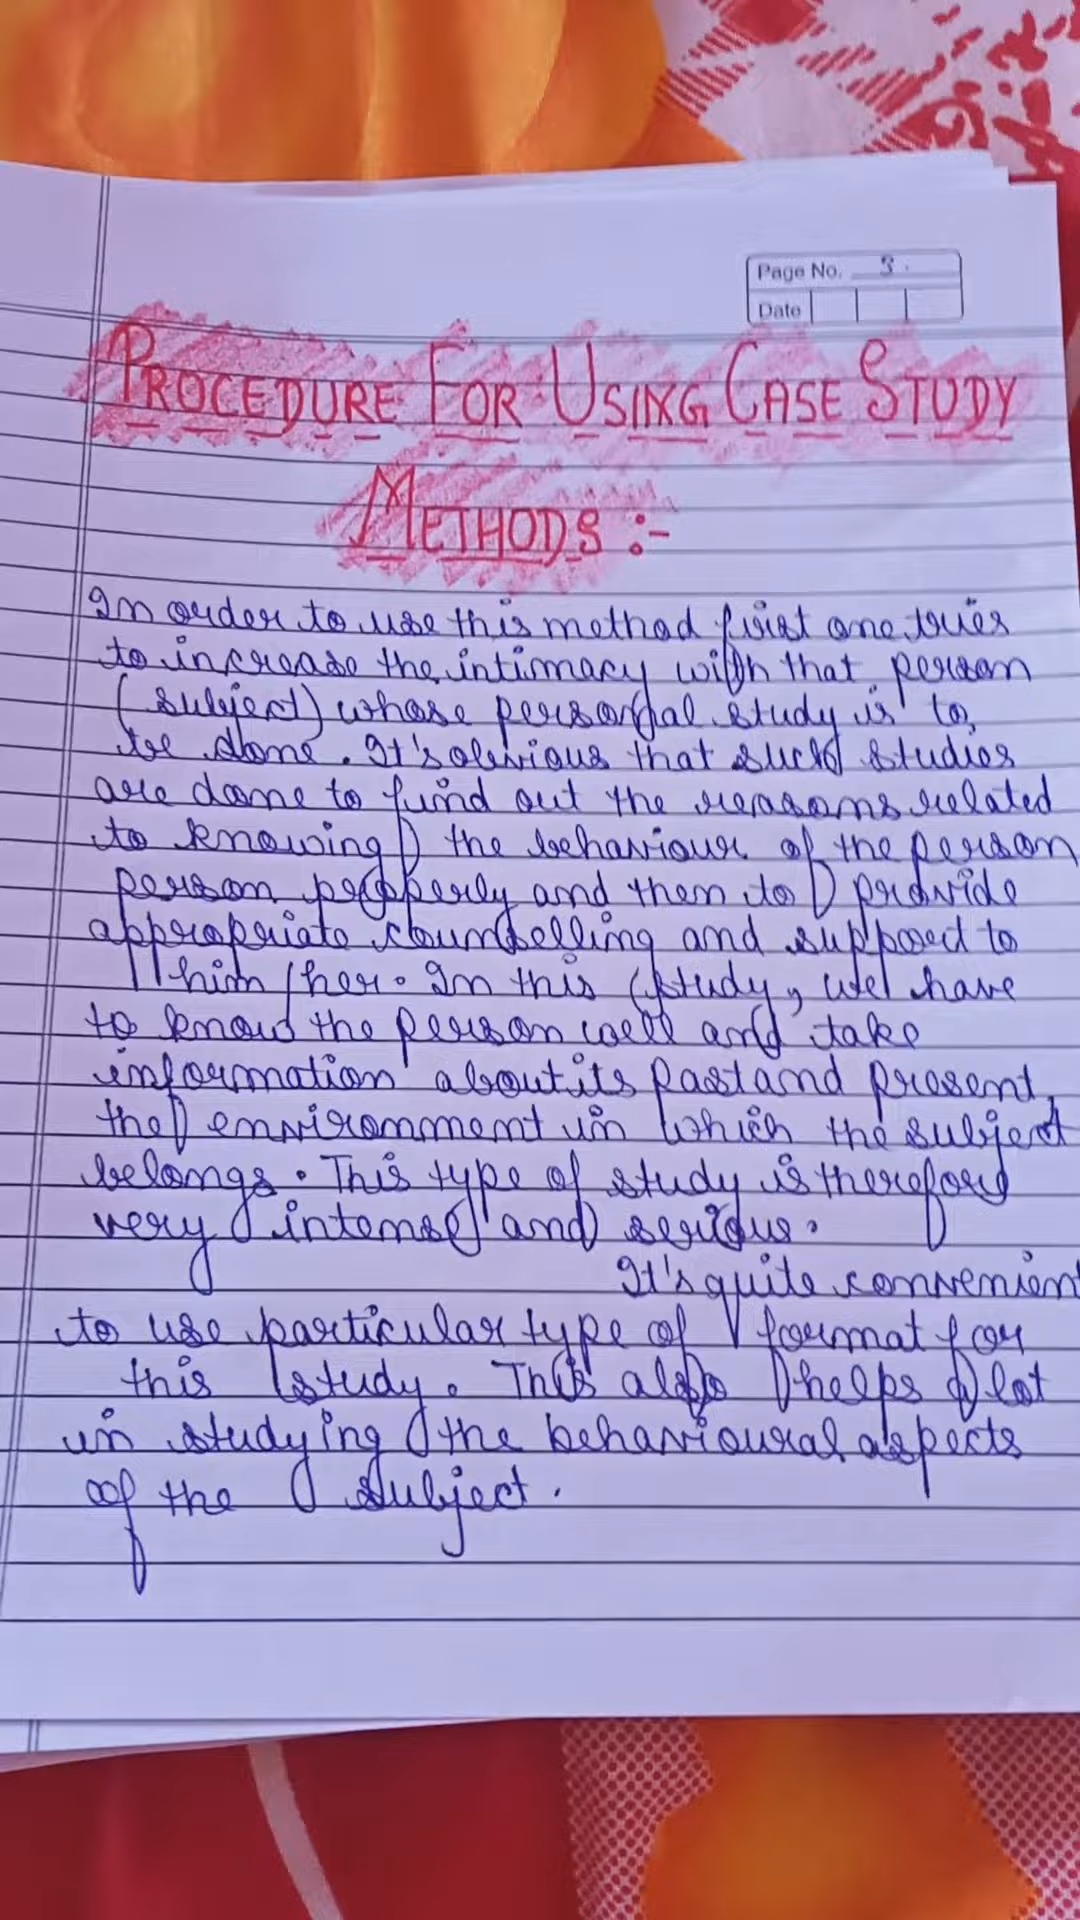 Page No. 3.
Date
PROCEDURE FOR USING CASE STUDY
METHODS :-
In order to use this method first one tries
to increase the intimacy with that person
(subject) whose personal study is to
be done. It's obvious that such studies
are done to find out the reasons related
to knowing the behaviour of the person
person properly and then to provide
appropriate counselling and support to
him/her. In this study, we have
to know the person well and take
information about its past and present,
the environment in which the subject
belongs. This type of study is therefore
very intense and serious.
It's quite convenient
to use particular type of format for
this study. This also helps a lot
in studying the behavioural aspects
of the subject.